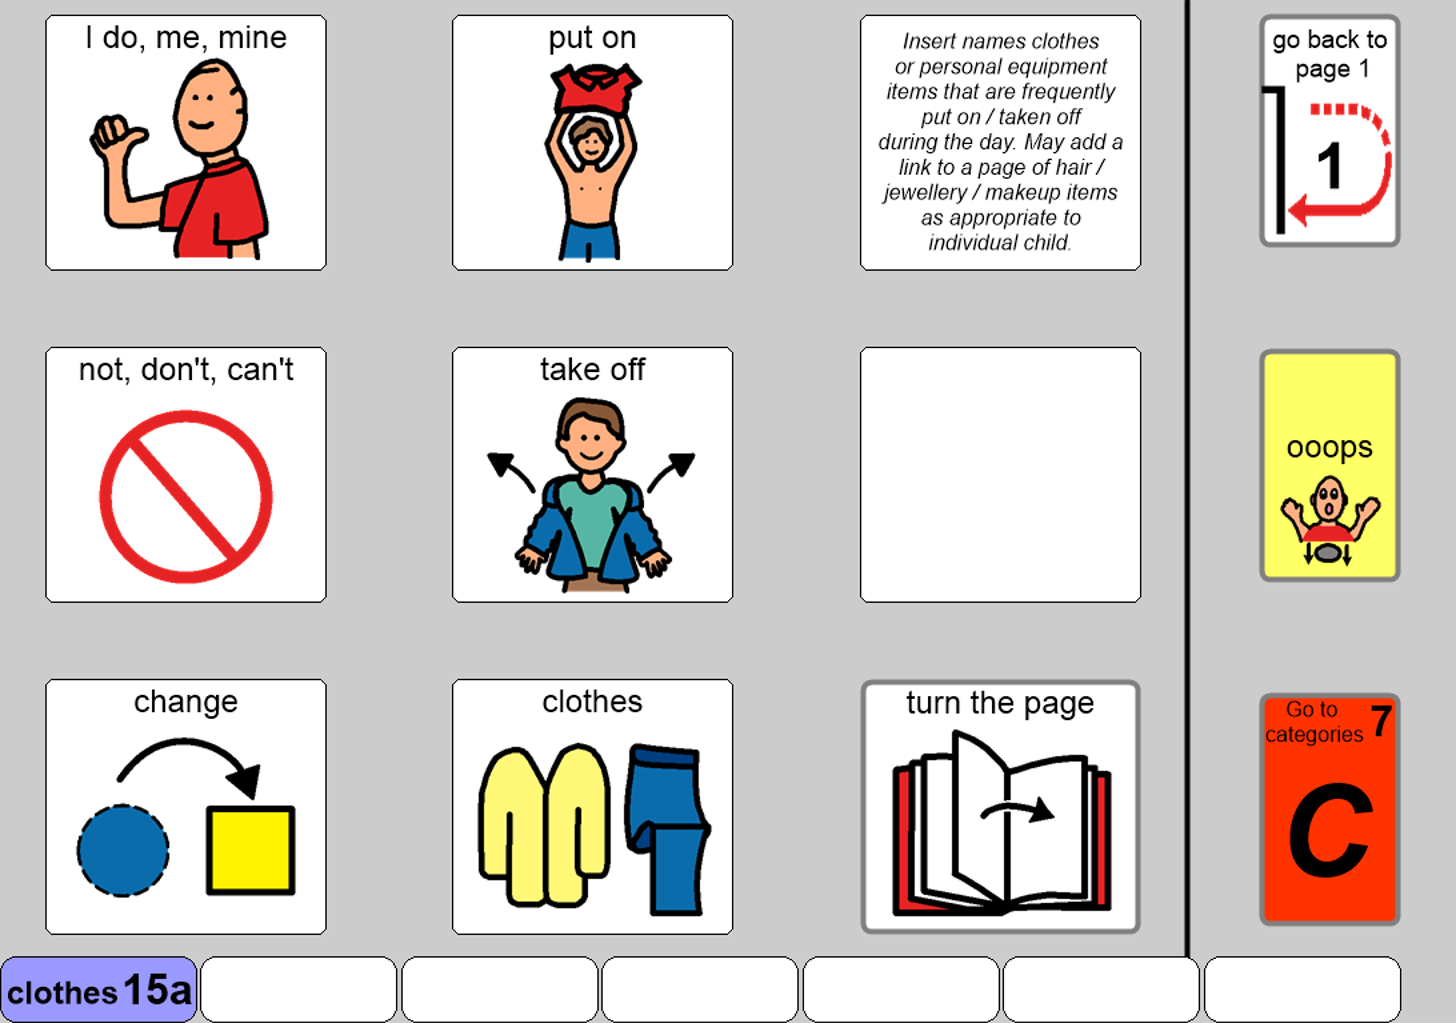 I do, me, mine
put on
Insert names clothes
or personal equipment
items that are frequently
put on / taken off
during the day. May add a
link to a page of hair /
jewellery / makeup items
as appropriate to
individual child.
go back to
page 1
1
not, don't, can't
take off
ooops
change
clothes
turn the page
Go to
categories 7
C
clothes 15a